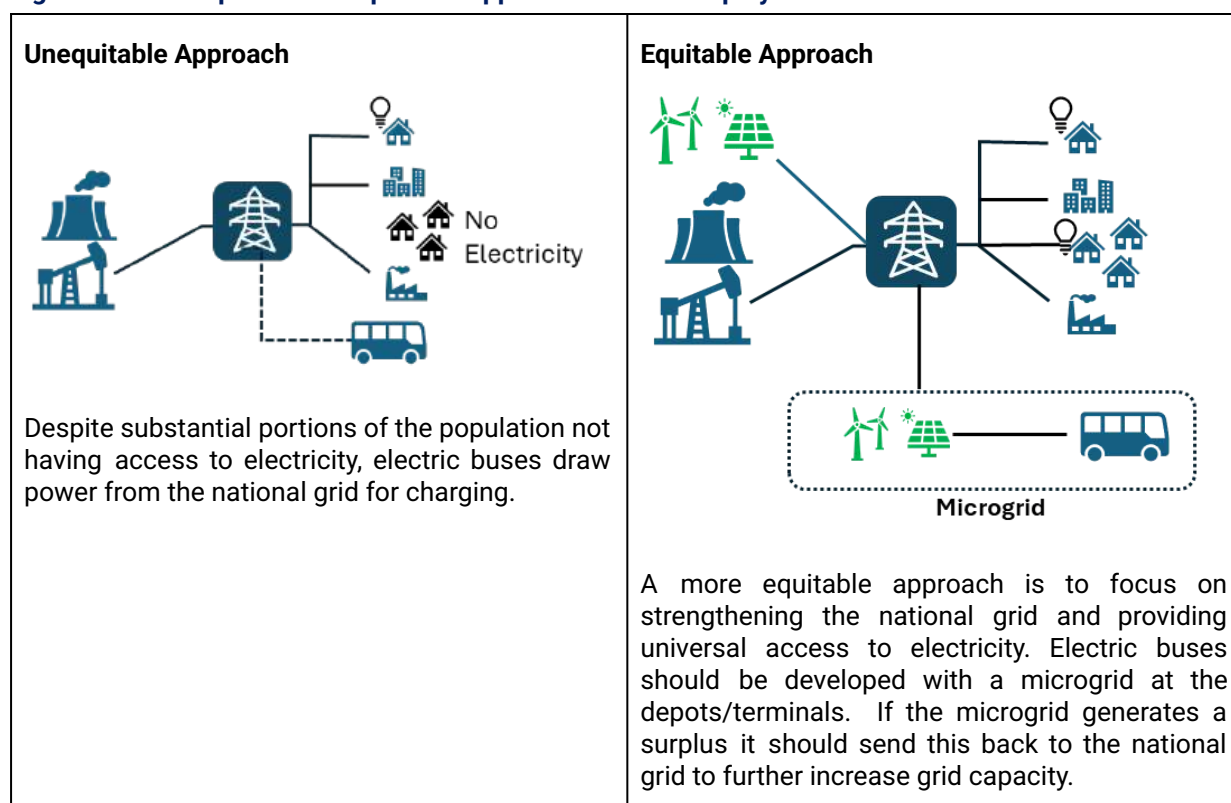 Unequitable Approach
No
Electricity
Despite substantial portions of the population not
having access to electricity, electric buses draw
power from the national grid for charging.
Equitable Approach
Microgrid
A more equitable approach is to focus on
strengthening the national grid and providing
universal access to electricity. Electric buses
should be developed with a microgrid at the
depots/terminals. If the microgrid generates a
surplus it should send this back to the national
grid to further increase grid capacity.